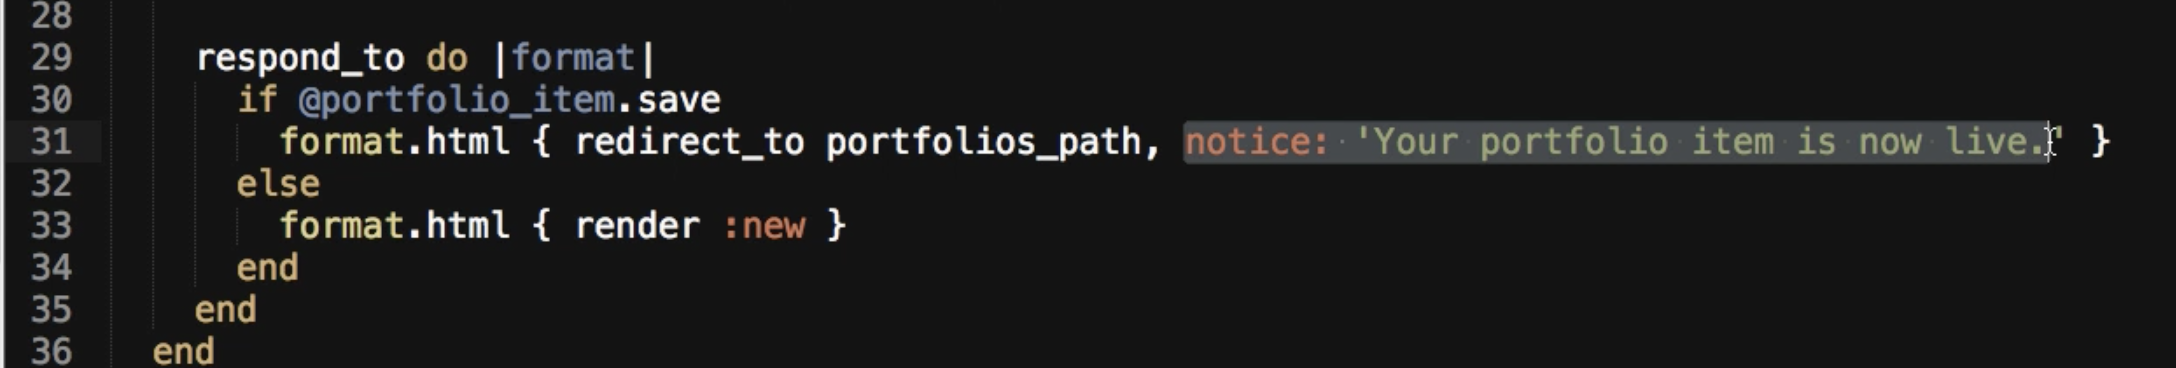 28
29 respond_to do |format|
30 if @portfolio_item.save
31 format.html { redirect_to portfolios_path, notice: 'Your portfolio item is now live.' }
32 else
33 format.html { render :new }
34 end
35 end
36 end